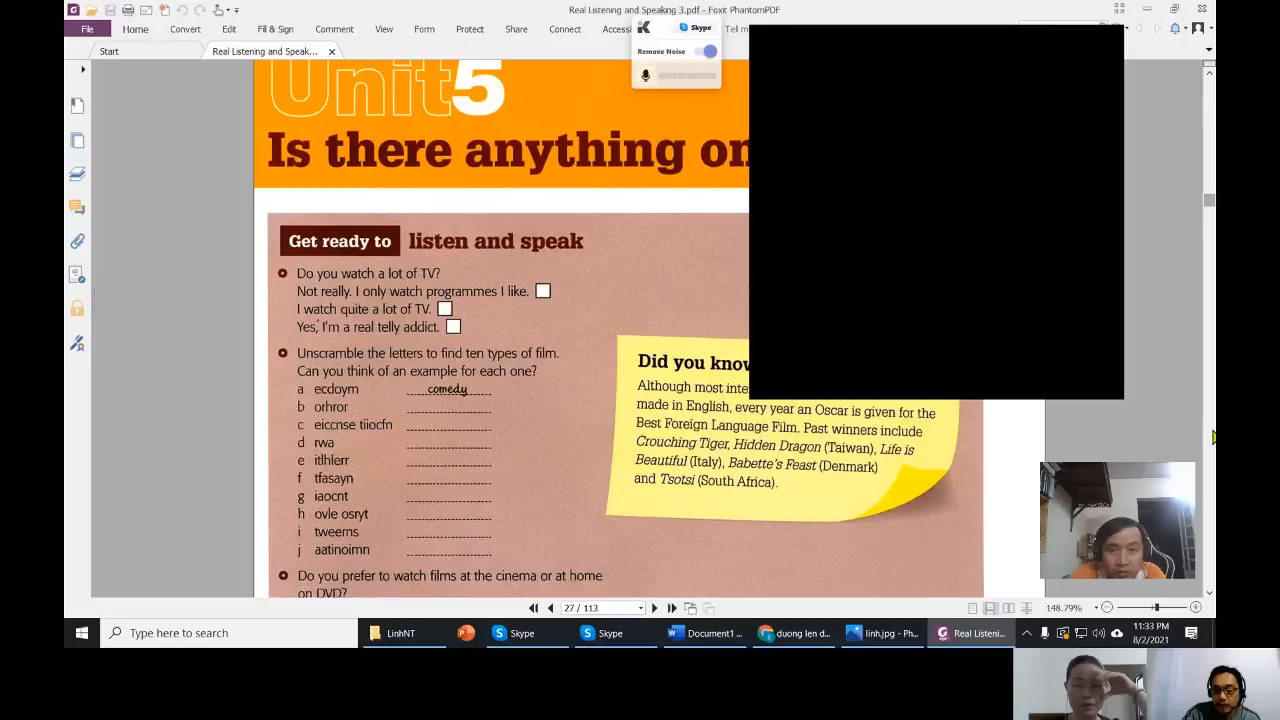 Real Listening and Speaking 3.pdf - Foxit PhantomPDF
File Home Convert Edit Fill & Sign Comment View Form Protect Share Connect Tell m
Skype
Start Real Listening and Speak...
Remove Noise
Unit5
Is there anything on
Get ready to listen and speak
Do you watch a lot of TV?
Not really. I only watch programmes I like.
I watch quite a lot of TV.
Yes, I'm a real telly addict.
Unscramble the letters to find ten types of film.
Can you think of an example for each one?
a ecdoym comedy
b orhror
c eiccnse tiiocfn
d rwa
e itlhlerr
f tfasayn
g iaocnt
h ovle osryt
i tweerns
j aatinoimn
Do you prefer to watch films at the cinema or at home
on DVD?
Did you know
Although most inte
made in English, every year an Oscar is given for the
Best Foreign Language Film. Past winners include
Crouching Tiger, Hidden Dragon (Taiwan), Life is
Beautiful (Italy), Babette's Feast (Denmark)
and Tsotsi (South Africa).
27 / 113
148.79%
Type here to search
LinhNT
Skype
Skype
Document1 ...
duong len d...
linh.jpg - Ph...
Real Listeni...
11:33 PM
8/2/2021